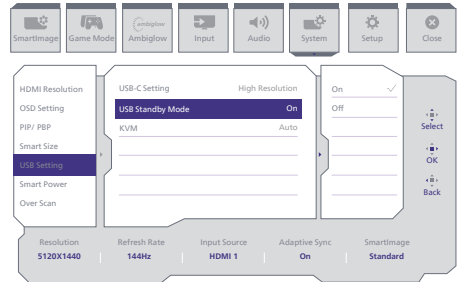 SmartImage
Game Mode
ambiglow
Ambiglow
Input
Audio
System
Setup
Close
HDMI Resolution
OSD Setting
PIP/ PBP
Smart Size
USB Setting
Smart Power
Over Scan
USB-C Setting High Resolution
USB Standby Mode On
KVM Auto
On
Off
Select
OK
Back
Resolution Refresh Rate Input Source Adaptive Sync SmartImage
5120X1440 144Hz HDMI 1 On Standard